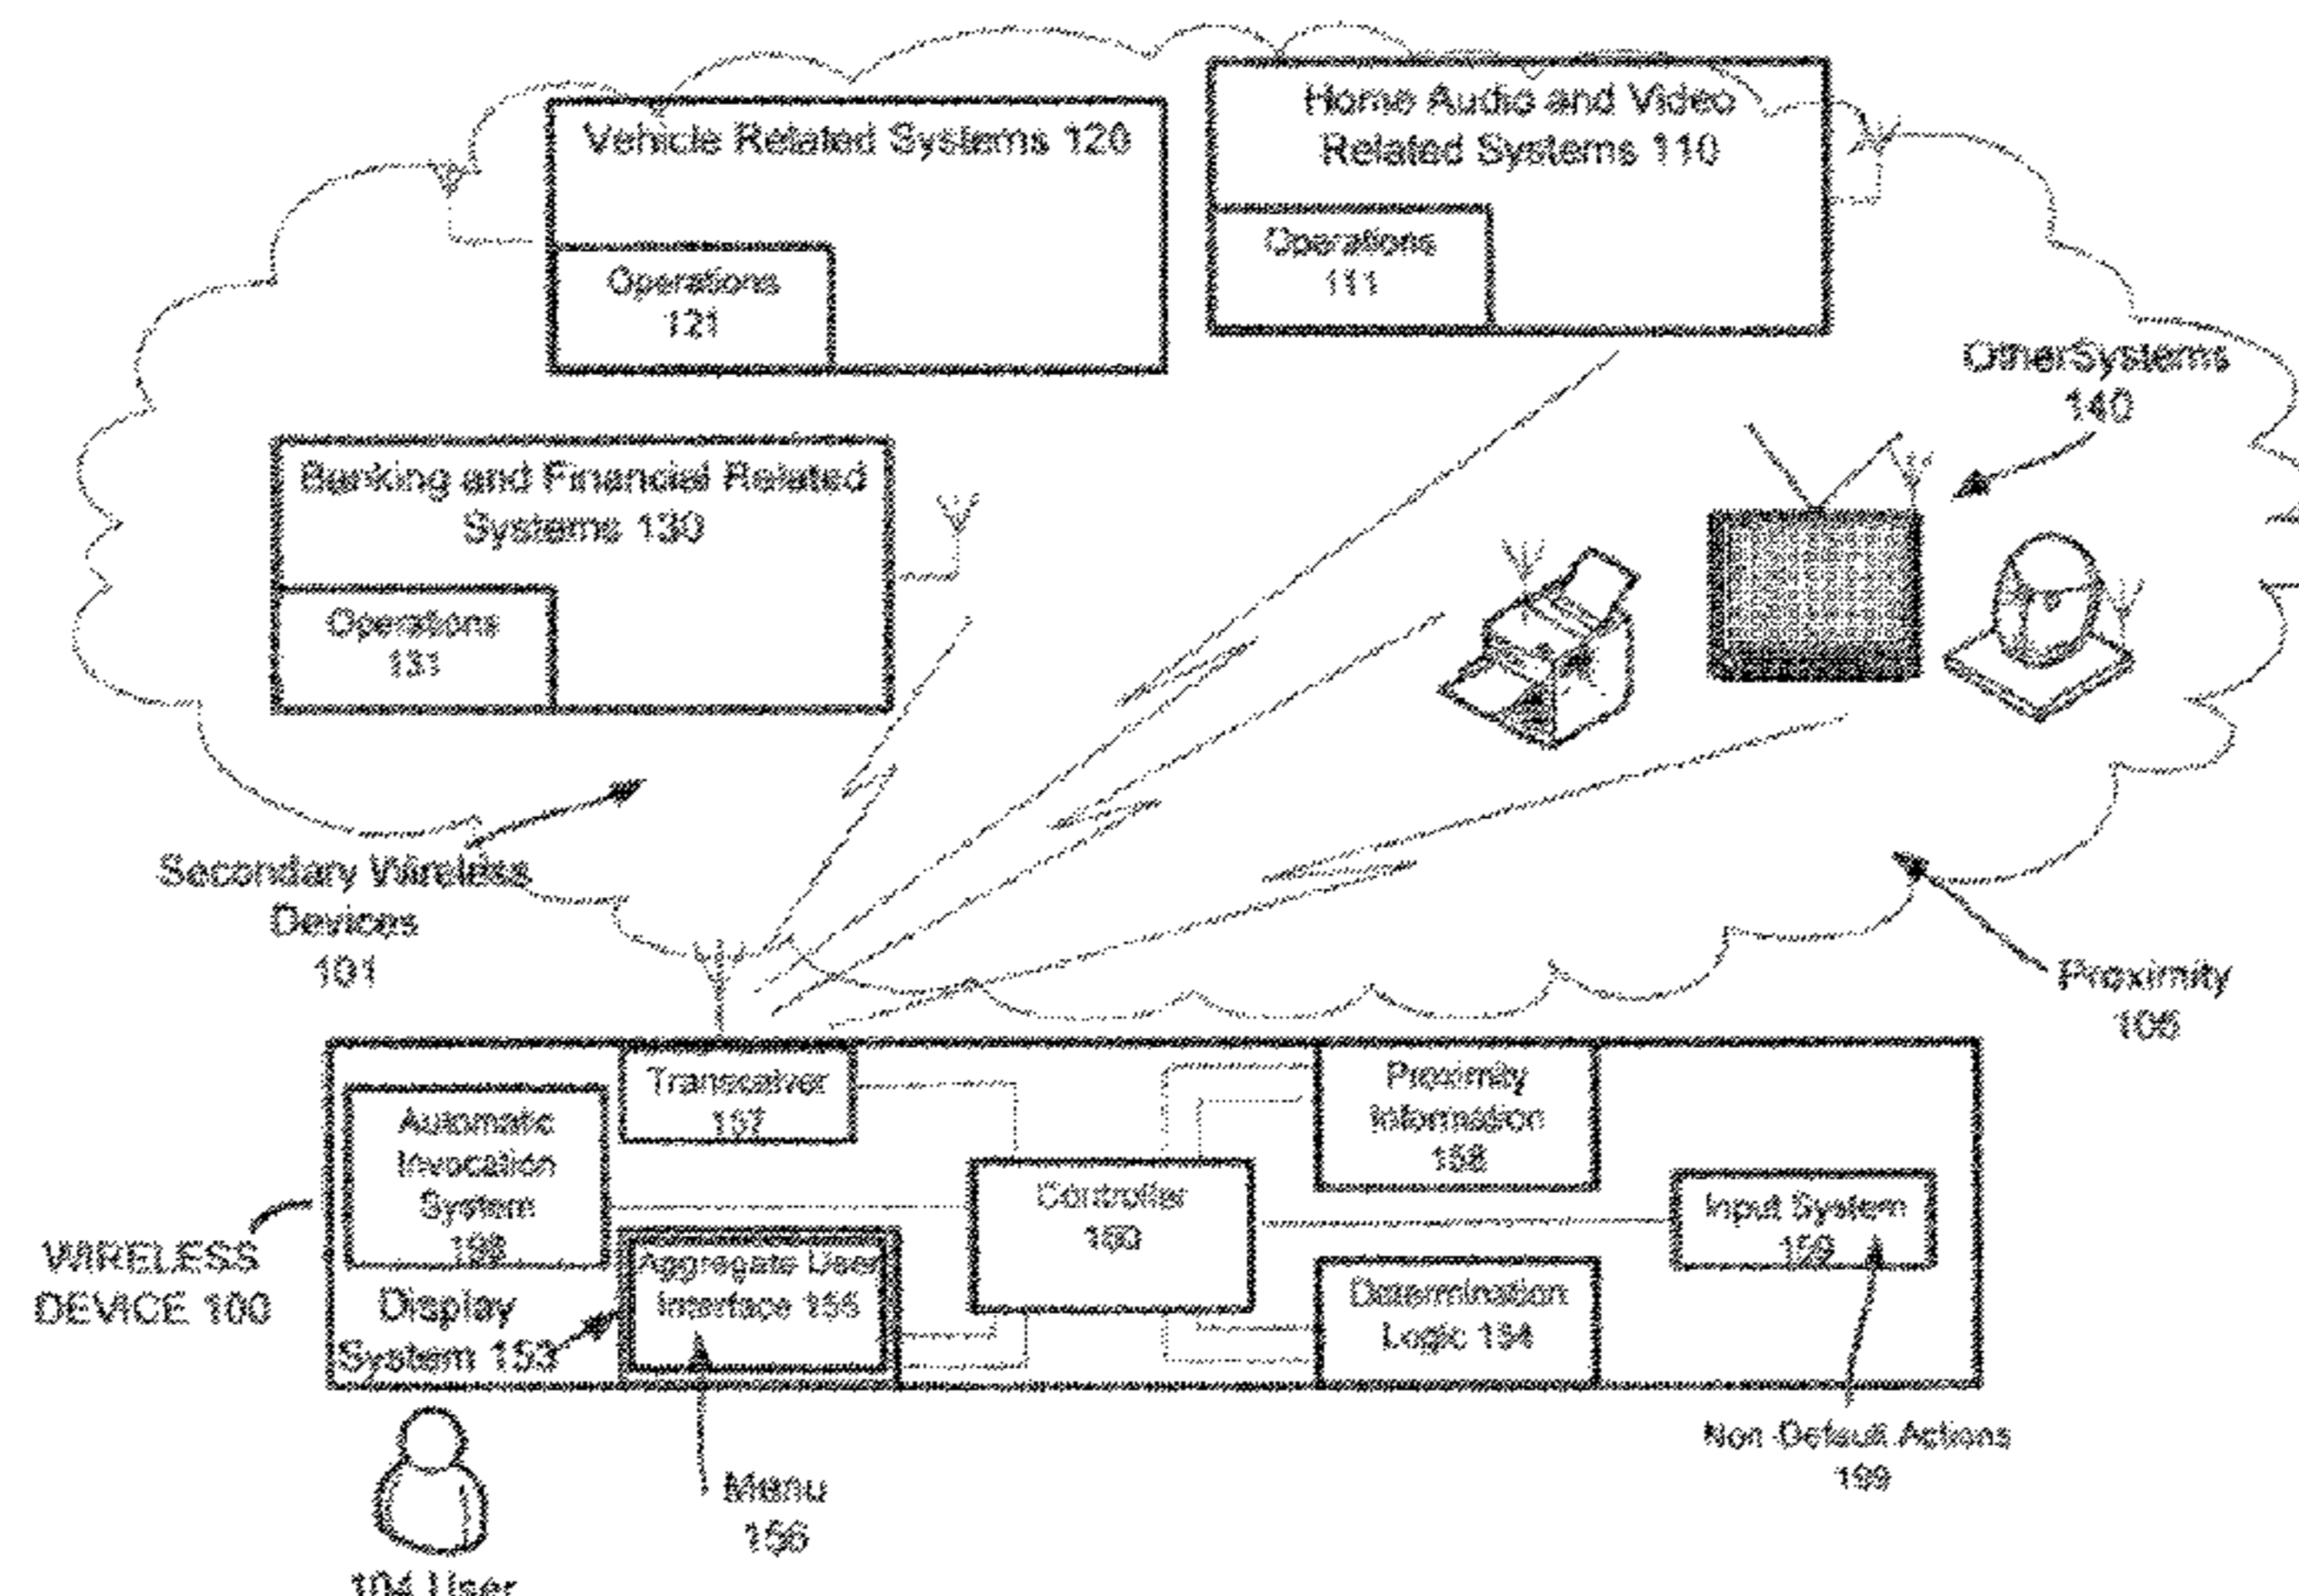 Home Audio and Video
Related Systems 110
Vehicle Related Systems 120
Operations
111
Operations
121
OtherSystems
140
Banking and Financial Related
Systems 130
Operations
131
Secondary Wireless
Devices
101
Proximity
Transceiver
157
Proximity
Information
158
Automatic
Invocation
System
Controller
Input System
159
WIRELESS
DEVICE 100
Aggregate User
Interface 155
Determination
Logic 154
Display
System 153
Non-Default Actions
199
Menu
156
104 User